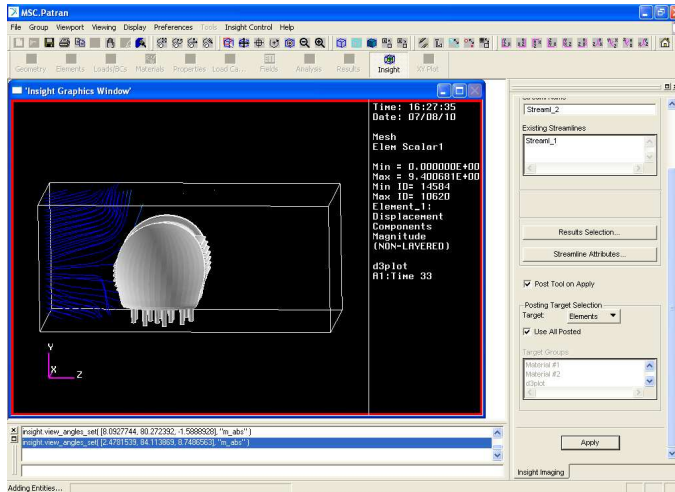 MSC.Patran
File Group Viewport Viewing Display Preferences Tools Insight Control Help
Geometry Elements Loads/BCs Materials Properties Load Ca... Fields Analysis Results Insight XY Plot
'Insight Graphics Window'
Time: 16:27:35
Date: 07/08/10
Mesh
Elem Scalar1
Min = 0.000000E+00
Max = 9.400681E+00
Min ID= 14584
Max ID= 10620
Element_1:
Displacement
Components
Magnitude
(NON-LAYERED)
d3plot
A1:Time 33
Y
X
Z
Streaml_2
Existing Streamlines
Streaml_1
Results Selection...
Streamline Attributes...
Post Tool on Apply
Posting Target Selection
Target: Elements
Use All Posted
Target Groups
Material #1
Material #2
d3plot
Apply
Insight Imaging
insight.view_angles_set( [8.0927744, 80.272392, -1.5888928], "m_abs" )
insight.view_angles_set( [2.4781539, 84.113869, 8.7486563], "m_abs" )
Adding Entities...